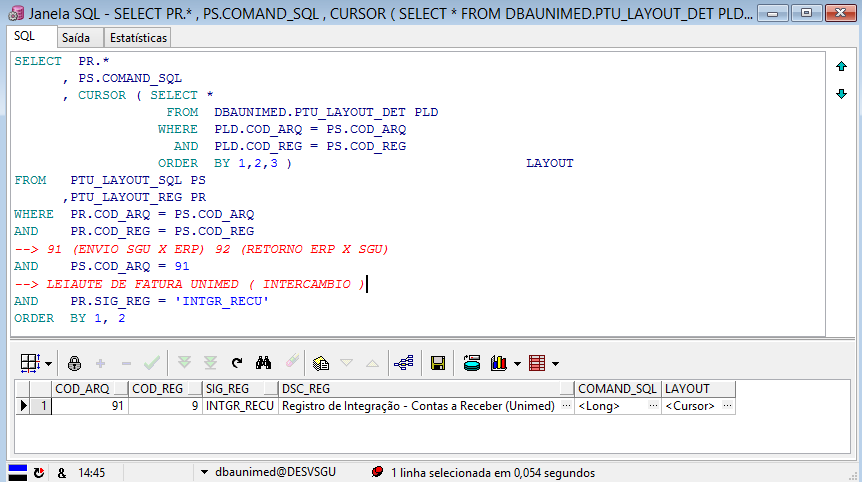 Janela SQL - SELECT PR.* , PS.COMAND_SQL , CURSOR ( SELECT * FROM DBAUNIMED.PTU_LAYOUT_DET PLD...
SQL Saída Estatísticas
SELECT PR.*
, PS.COMAND_SQL
, CURSOR ( SELECT *
FROM DBAUNIMED.PTU_LAYOUT_DET PLD
WHERE PLD.COD_ARQ = PS.COD_ARQ
AND PLD.COD_REG = PS.COD_REG
ORDER BY 1,2,3 ) LAYOUT
FROM PTU_LAYOUT_SQL PS
,PTU_LAYOUT_REG PR
WHERE PR.COD_ARQ = PS.COD_ARQ
AND PR.COD_REG = PS.COD_REG
--> 91 (ENVIO SGU X ERP) 92 (RETORNO ERP X SGU)
AND PS.COD_ARQ = 91
--> LEIAUTE DE FATURA UNIMED ( INTERCAMBIO )
AND PR.SIG_REG = 'INTGR_RECU'
ORDER BY 1, 2
COD_ARQ COD_REG SIG_REG DSC_REG COMAND_SQL LAYOUT
1 91 9 INTGR_RECU Registro de Integração - Contas a Receber (Unimed) ... <Long> ... <Cursor> ...
& 14:45 dbaunimed@DESVSGU 1 linha selecionada em 0,054 segundos